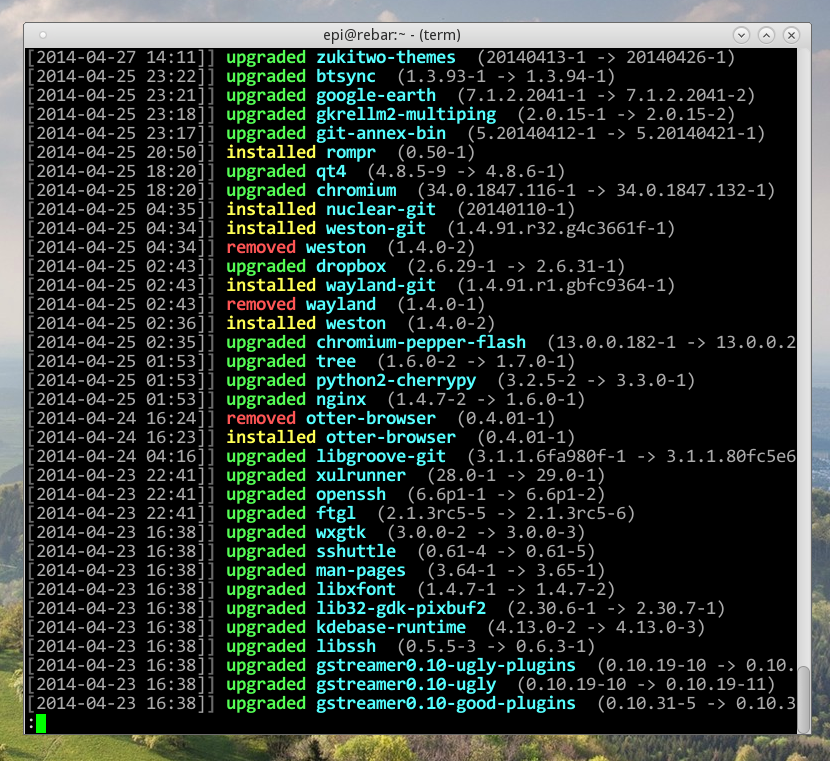 epi@rebar:~ - (term)
[2014-04-27 14:11]] upgraded zukitwo-themes (20140413-1 -> 20140426-1)
[2014-04-25 23:22]] upgraded btsync (1.3.93-1 -> 1.3.94-1)
[2014-04-25 23:21]] upgraded google-earth (7.1.2.2041-1 -> 7.1.2.2041-2)
[2014-04-25 23:18]] upgraded gkrellm2-multiping (2.0.15-1 -> 2.0.15-2)
[2014-04-25 23:17]] upgraded git-annex-bin (5.20140412-1 -> 5.20140421-1)
[2014-04-25 20:50]] installed rompr (0.50-1)
[2014-04-25 18:20]] upgraded qt4 (4.8.5-9 -> 4.8.6-1)
[2014-04-25 18:20]] upgraded chromium (34.0.1847.116-1 -> 34.0.1847.132-1)
[2014-04-25 04:35]] installed nuclear-git (20140110-1)
[2014-04-25 04:34]] installed weston-git (1.4.91.r32.g4c3661f-1)
[2014-04-25 04:34]] removed weston (1.4.0-2)
[2014-04-25 02:43]] upgraded dropbox (2.6.29-1 -> 2.6.31-1)
[2014-04-25 02:43]] installed wayland-git (1.4.91.r1.gbfc9364-1)
[2014-04-25 02:43]] removed wayland (1.4.0-1)
[2014-04-25 02:36]] installed weston (1.4.0-2)
[2014-04-25 02:35]] upgraded chromium-pepper-flash (13.0.0.182-1 -> 13.0.0.2
[2014-04-25 01:53]] upgraded tree (1.6.0-2 -> 1.7.0-1)
[2014-04-25 01:53]] upgraded python2-cherrypy (3.2.5-2 -> 3.3.0-1)
[2014-04-25 01:53]] upgraded nginx (1.4.7-2 -> 1.6.0-1)
[2014-04-24 16:24]] removed otter-browser (0.4.01-1)
[2014-04-24 16:23]] installed otter-browser (0.4.01-1)
[2014-04-24 04:16]] upgraded libgroove-git (3.1.1.6fa980f-1 -> 3.1.1.80fc5e6
[2014-04-23 22:41]] upgraded xulrunner (28.0-1 -> 29.0-1)
[2014-04-23 22:41]] upgraded openssh (6.6p1-1 -> 6.6p1-2)
[2014-04-23 22:41]] upgraded ftgl (2.1.3rc5-5 -> 2.1.3rc5-6)
[2014-04-23 16:38]] upgraded wxgtk (3.0.0-2 -> 3.0.0-3)
[2014-04-23 16:38]] upgraded sshuttle (0.61-4 -> 0.61-5)
[2014-04-23 16:38]] upgraded man-pages (3.64-1 -> 3.65-1)
[2014-04-23 16:38]] upgraded libxfont (1.4.7-1 -> 1.4.7-2)
[2014-04-23 16:38]] upgraded lib32-gdk-pixbuf2 (2.30.6-1 -> 2.30.7-1)
[2014-04-23 16:38]] upgraded kdebase-runtime (4.13.0-2 -> 4.13.0-3)
[2014-04-23 16:38]] upgraded libssh (0.5.5-3 -> 0.6.3-1)
[2014-04-23 16:38]] upgraded gstreamer0.10-ugly-plugins (0.10.19-10 -> 0.10.
[2014-04-23 16:38]] upgraded gstreamer0.10-ugly (0.10.19-10 -> 0.10.19-11)
[2014-04-23 16:38]] upgraded gstreamer0.10-good-plugins (0.10.31-5 -> 0.10.3
: